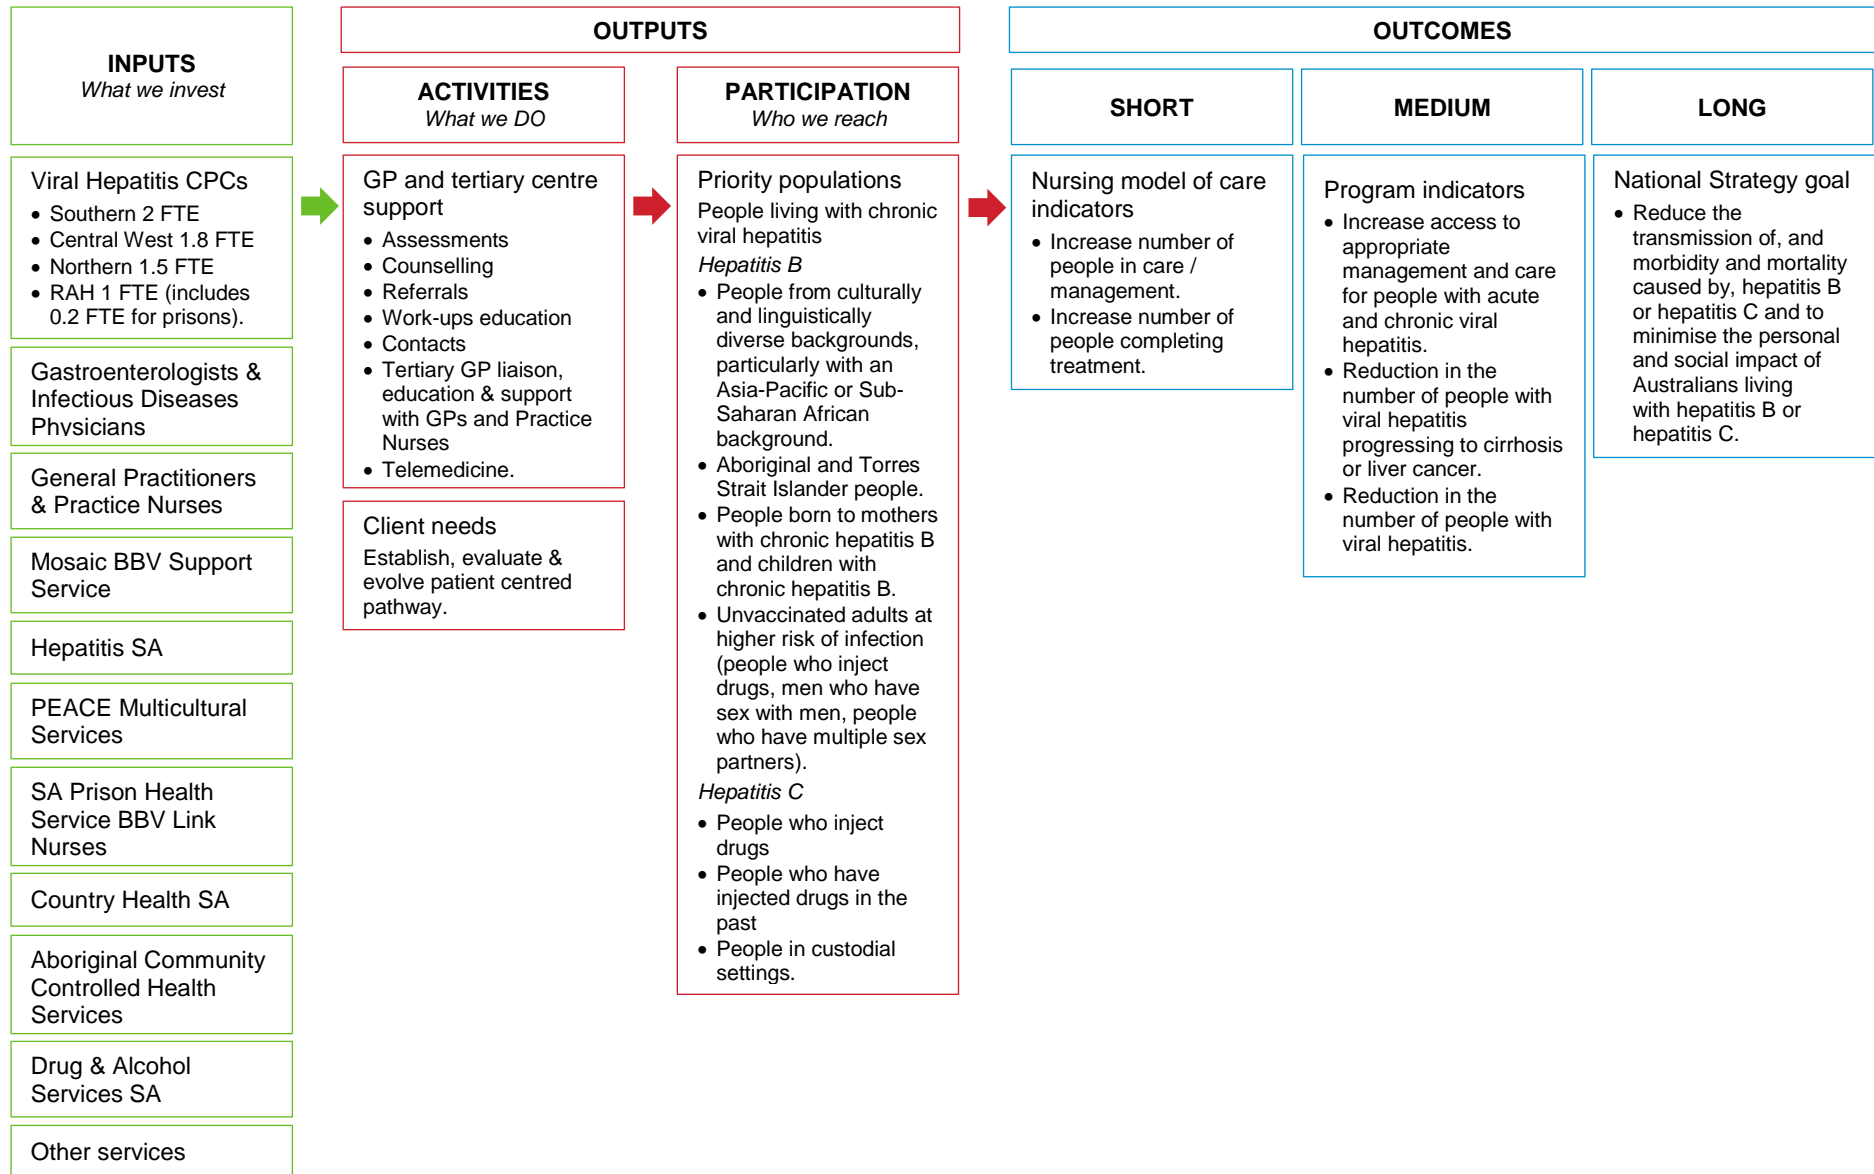 INPUTS
What we invest
OUTPUTS
OUTCOMES
ACTIVITIES
What we DO
PARTICIPATION
Who we reach
SHORT
MEDIUM
LONG
Viral Hepatitis CPCs
• Southern 2 FTE
• Central West 1.8 FTE
• Northern 1.5 FTE
• RAH 1 FTE (includes
0.2 FTE for prisons).
Gastroenterologists &
Infectious Diseases
Physicians
General Practitioners
& Practice Nurses
Mosaic BBV Support
Service
Hepatitis SA
PEACE Multicultural
Services
SA Prison Health
Service BBV Link
Nurses
Country Health SA
Aboriginal Community
Controlled Health
Services
Drug & Alcohol
Services SA
Other services
GP and tertiary centre
support
• Assessments
• Counselling
• Referrals
• Work-ups education
• Contacts
• Tertiary GP liaison,
education & support
with GPs and Practice
Nurses
• Telemedicine.
Client needs
Establish, evaluate &
evolve patient centred
pathway.
Priority populations
People living with chronic
viral hepatitis
Hepatitis B
• People from culturally
and linguistically
diverse backgrounds,
particularly with an
Asia-Pacific or Sub-
Saharan African
background.
• Aboriginal and Torres
Strait Islander people.
• People born to mothers
with chronic hepatitis B
and children with
chronic hepatitis B.
• Unvaccinated adults at
higher risk of infection
(people who inject
drugs, men who have
sex with men, people
who have multiple sex
partners).
Hepatitis C
• People who inject
drugs
• People who have
injected drugs in the
past
• People in custodial
settings.
Nursing model of care
indicators
• Increase number of
people in care /
management.
• Increase number of
people completing
treatment.
Program indicators
• Increase access to
appropriate
management and care
for people with acute
and chronic viral
hepatitis.
• Reduction in the
number of people with
viral hepatitis
progressing to cirrhosis
or liver cancer.
• Reduction in the
number of people with
viral hepatitis.
National Strategy goal
• Reduce the
transmission of, and
morbidity and mortality
caused by, hepatitis B
or hepatitis C and to
minimise the personal
and social impact of
Australians living
with hepatitis B or
hepatitis C.